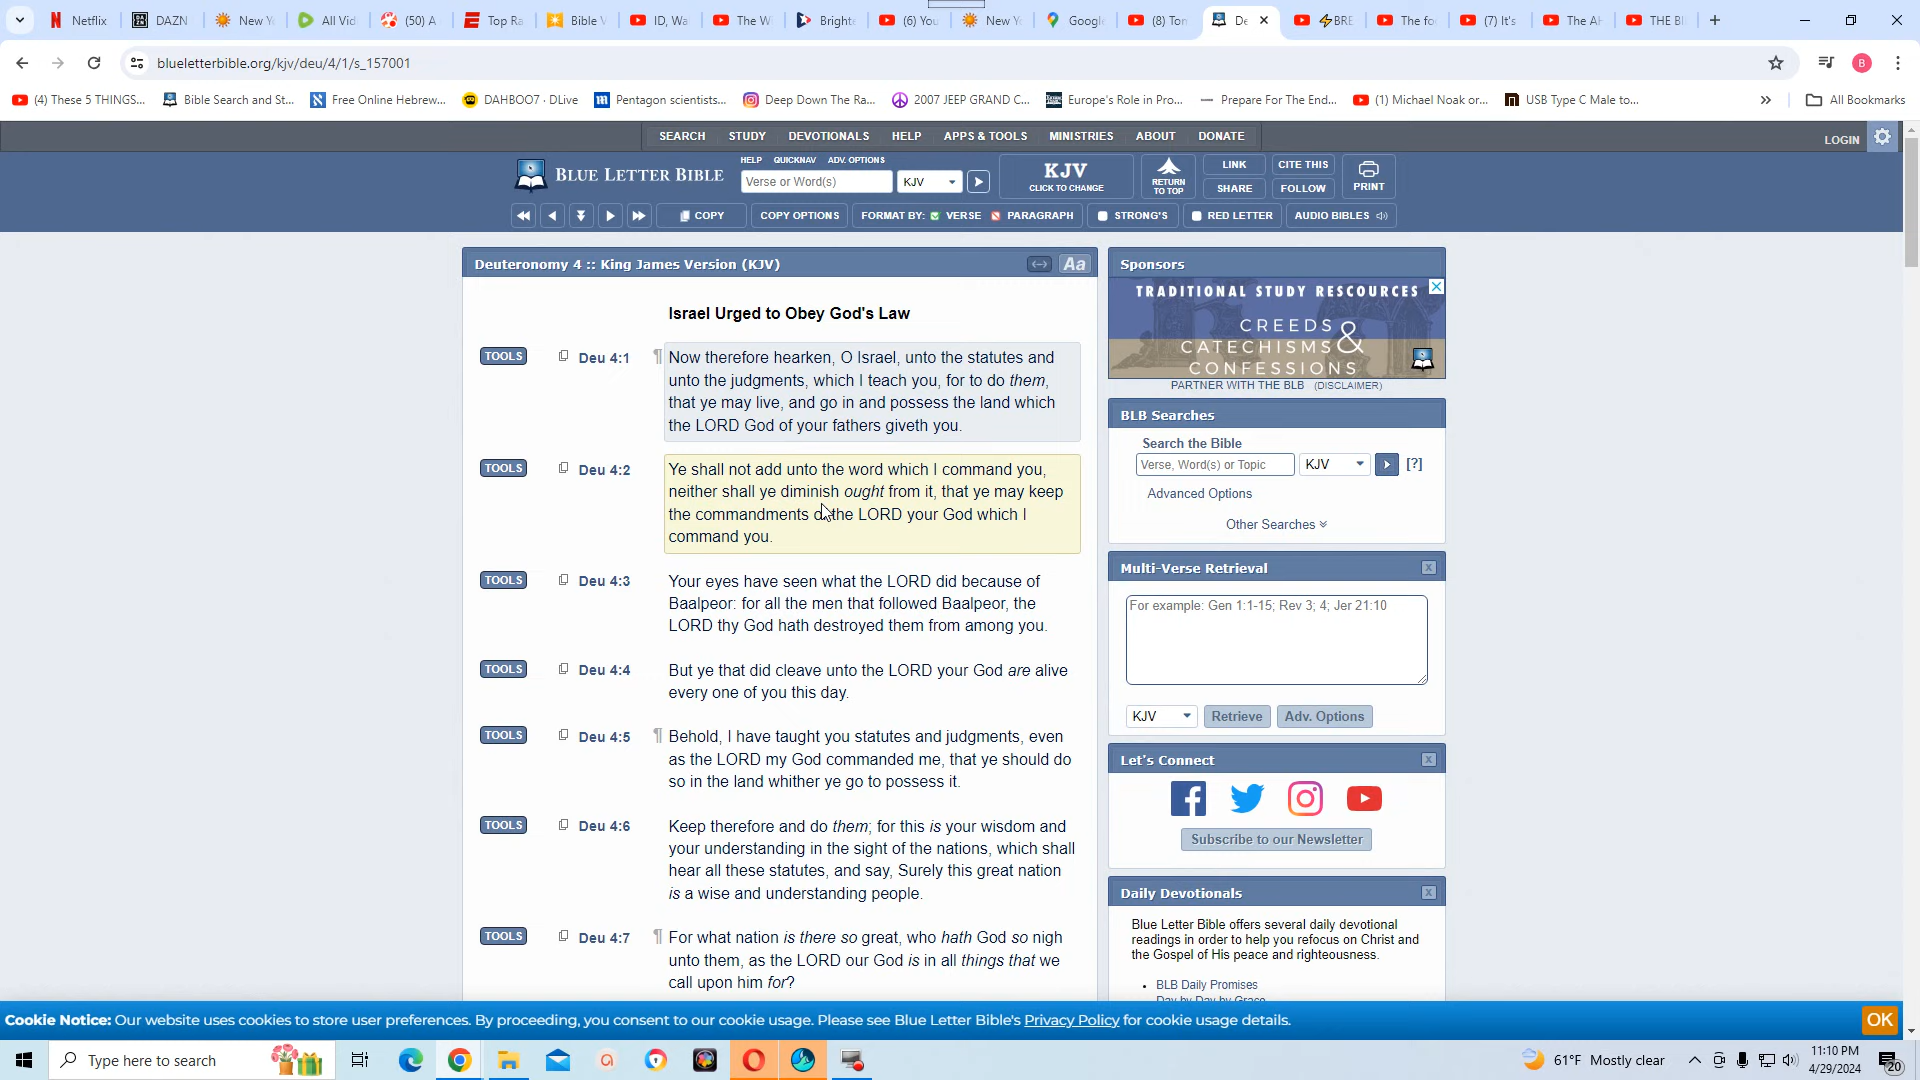 Netflix
DAZN
New Y
All Vid
(50) A
Top Ra
Bible V
ID, Wa
The W
Bright
(6) You
New Y
Google
(8) Ton
De
⚡BRE
The fo
(7) It's
The Al
THE BI
blueletterbible.org/kjv/deu/4/1/s_157001
(4) These 5 THINGS...
Bible Search and St...
Free Online Hebrew...
DAHBOO7 · DLive
Pentagon scientists...
Deep Down The Ra...
2007 JEEP GRAND C...
Europe's Role in Pro...
Prepare For The End...
(1) Michael Noak or...
USB Type C Male to...
All Bookmarks
SEARCH STUDY DEVOTIONALS HELP APPS & TOOLS MINISTRIES ABOUT DONATE
LOGIN
BLUE LETTER BIBLE
HELP QUICKNAV ADV. OPTIONS
Verse or Word(s)
KJV
KJV
CLICK TO CHANGE
RETURN
TO TOP
LINK
CITE THIS
SHARE
FOLLOW
PRINT
COPY
COPY OPTIONS
FORMAT BY: VERSE PARAGRAPH
STRONG'S
RED LETTER
AUDIO BIBLES
Deuteronomy 4 :: King James Version (KJV)
Aa
Israel Urged to Obey God's Law
TOOLS
Deu 4:1
¶ Now therefore hearken, O Israel, unto the statutes and
unto the judgments, which I teach you, for to do them,
that ye may live, and go in and possess the land which
the LORD God of your fathers giveth you.
TOOLS
Deu 4:2
Ye shall not add unto the word which I command you,
neither shall ye diminish ought from it, that ye may keep
the commandments of the LORD your God which I
command you.
TOOLS
Deu 4:3
Your eyes have seen what the LORD did because of
Baalpeor: for all the men that followed Baalpeor, the
LORD thy God hath destroyed them from among you.
TOOLS
Deu 4:4
But ye that did cleave unto the LORD your God are alive
every one of you this day.
TOOLS
Deu 4:5
¶ Behold, I have taught you statutes and judgments, even
as the LORD my God commanded me, that ye should do
so in the land whither ye go to possess it.
TOOLS
Deu 4:6
Keep therefore and do them; for this is your wisdom and
your understanding in the sight of the nations, which shall
hear all these statutes, and say, Surely this great nation
is a wise and understanding people.
TOOLS
Deu 4:7
¶ For what nation is there so great, who hath God so nigh
unto them, as the LORD our God is in all things that we
call upon him for?
Sponsors
TRADITIONAL STUDY RESCOURCES
CREEDS
CATECHISMS &
CONFESSIONS
PARTNER WITH THE BLB (DISCLAIMER)
BLB Searches
Search the Bible
Verse, Word(s) or Topic
KJV
[?]
Advanced Options
Other Searches
Multi-Verse Retrieval
For example: Gen 1:1-15; Rev 3; 4; Jer 21:10
KJV
Retrieve
Adv. Options
Let's Connect
Subscribe to our Newsletter
Daily Devotionals
Blue Letter Bible offers several daily devotional
readings in order to help you refocus on Christ and
the Gospel of His peace and righteousness.
BLB Daily Promises
Day by Day by Grace
Cookie Notice: Our website uses cookies to store user preferences. By proceeding, you consent to our cookie usage. Please see Blue Letter Bible's Privacy Policy for cookie usage details.
OK
Type here to search
61°F Mostly clear
11:10 PM
4/29/2024
20